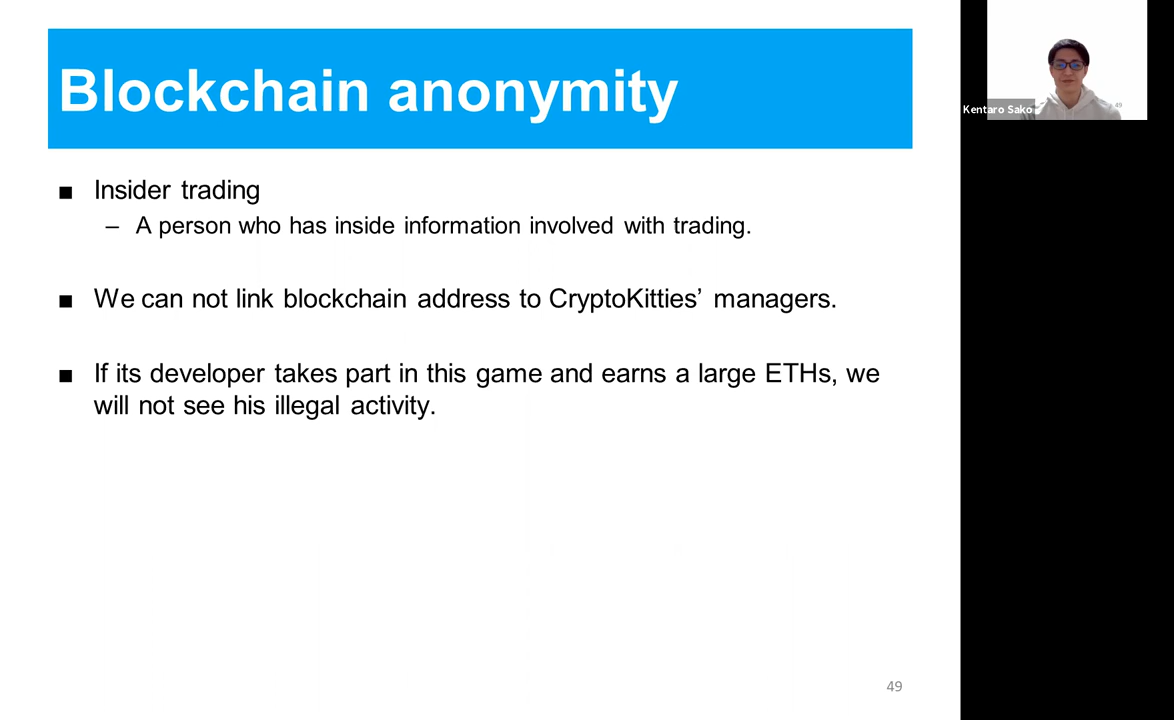 Blockchain anonymity
■ Insider trading
– A person who has inside information involved with trading.
■ We can not link blockchain address to CryptoKitties’ managers.
■ If its developer takes part in this game and earns a large ETHs, we
will not see his illegal activity.
49
Kentaro Sako
49